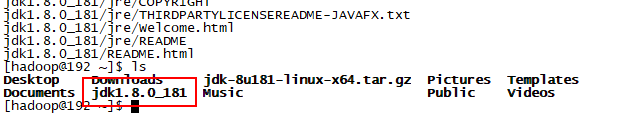 jdk1.8.0_181/jre/COPYRIGHT
jdk1.8.0_181/jre/THIRDPARTYLICENSEREADME-JAVAFX.txt
jdk1.8.0_181/jre/Welcome.html
jdk1.8.0_181/jre/README
jdk1.8.0_181/README.html
[hadoop@192 ~]$ ls
Desktop Downloads jdk-8u181-linux-x64.tar.gz Pictures Templates
Documents jdk1.8.0_181 Music Public Videos
[hadoop@192 ~]$